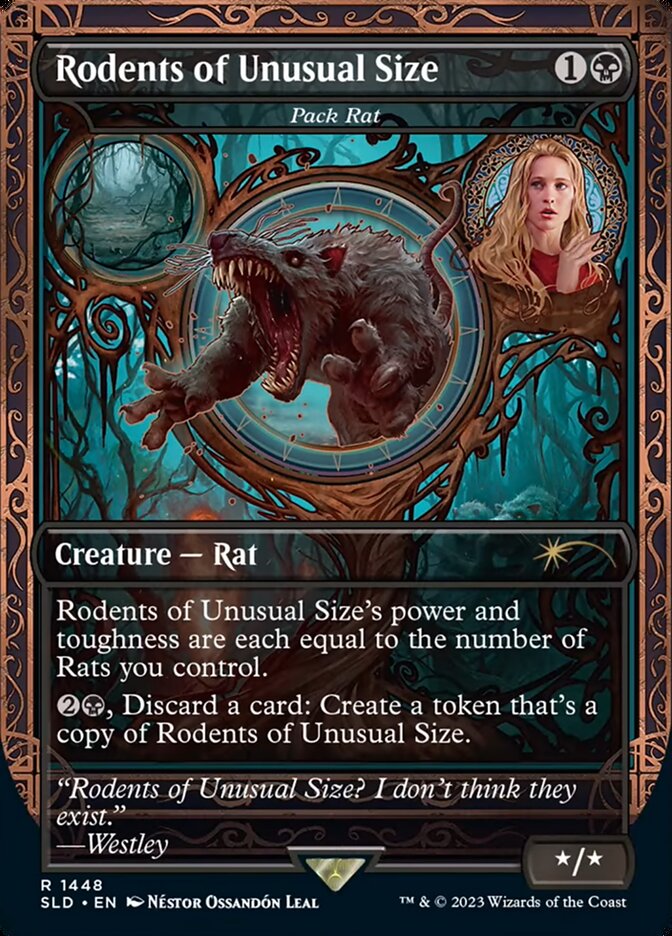 Rodents of Unusual Size 1
Pack Rat
Creature — Rat
Rodents of Unusual Size's power and
toughness are each equal to the number of
Rats you control.
2, Discard a card: Create a token that's a
copy of Rodents of Unusual Size.
“Rodents of Unusual Size? I don't think they
exist.”
—Westley
★/★
R 1448
SLD • EN Néstor Ossandón Leal
™ & © 2023 Wizards of the Coast